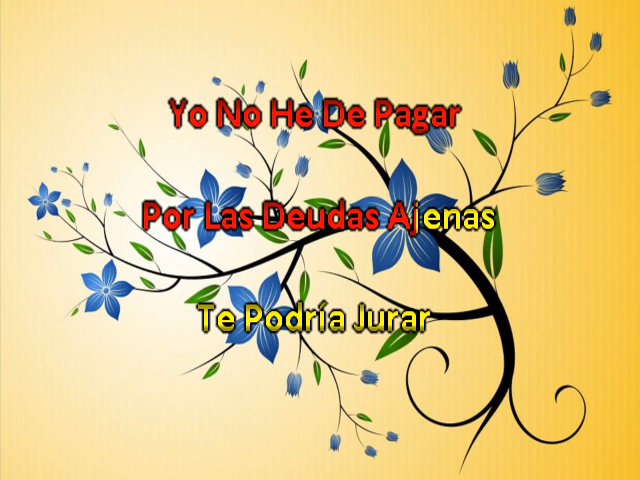 Yo No He De Pagar
Por Las Deudas Ajenas
Te Podría Jurar